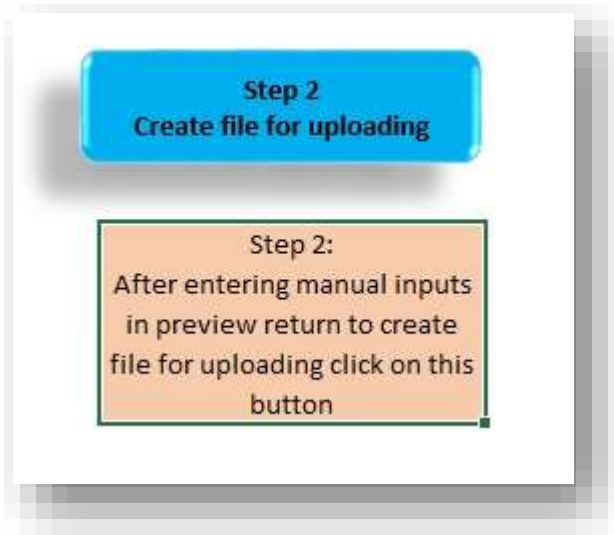 Step 2
Create file for uploading
Step 2:
After entering manual inputs
in preview return to create
file for uploading click on this
button